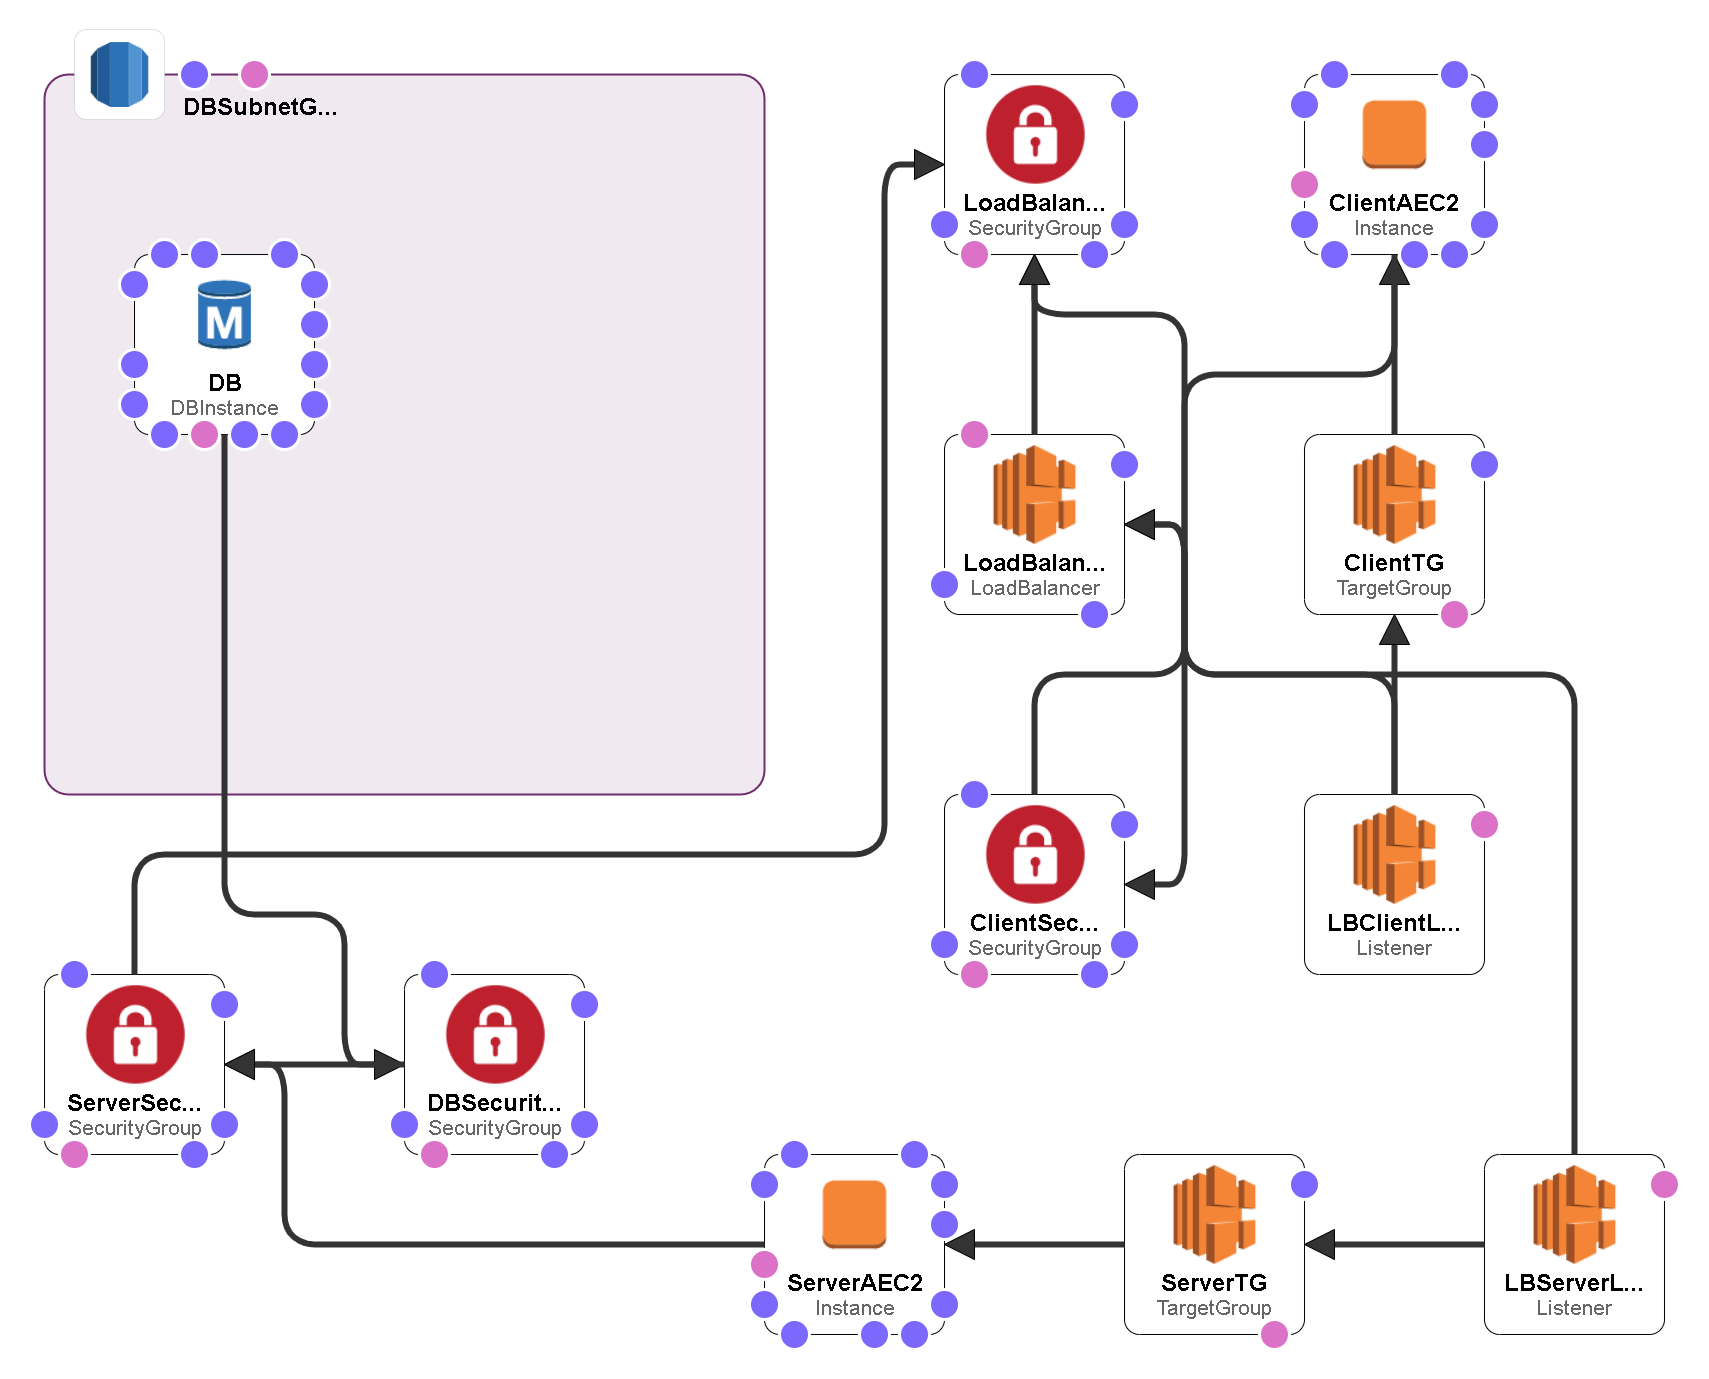 DBSubnetG...
LoadBalan...
SecurityGroup
ClientAEC2
Instance
M
DB
DBInstance
LoadBalan...
LoadBalancer
ClientTG
TargetGroup
ClientSec...
SecurityGroup
LBClientL...
Listener
ServerSec...
SecurityGroup
DBSecurit...
SecurityGroup
ServerAEC2
Instance
ServerTG
TargetGroup
LBServerL...
Listener